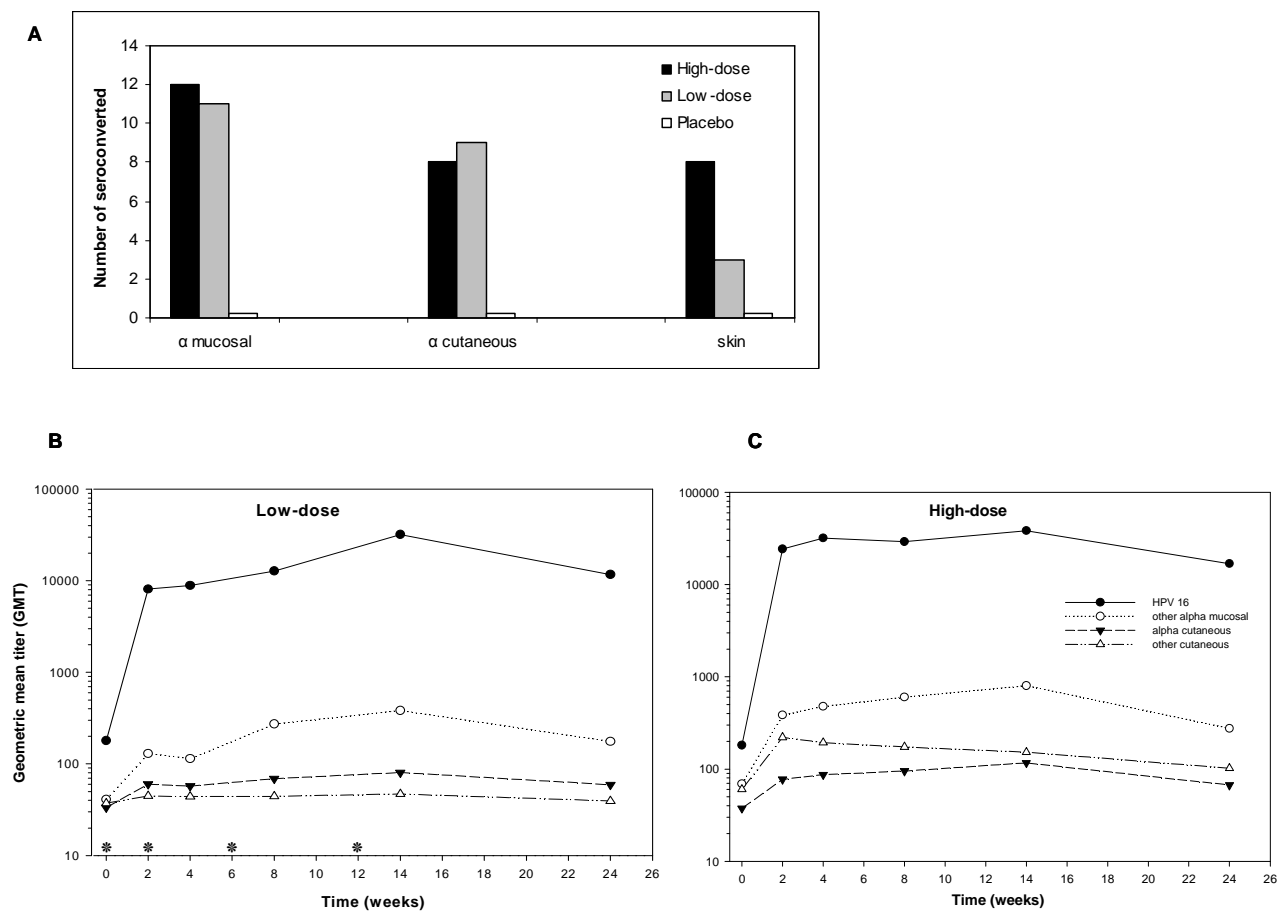 A
Number of seroconverted
14
12
10
8
6
4
2
0
High-dose
Low-dose
Placebo
α mucosal
α cutaneous
skin
B
Low-dose
Geometric mean titer (GMT)
100000
10000
1000
100
10
0 2 4 6 8 10 12 14 16 18 20 22 24 26
Time (weeks)
C
High-dose
100000
10000
1000
100
10
HPV 16
other alpha mucosal
alpha cutaneous
other cutaneous
0 2 4 6 8 10 12 14 16 18 20 22 24 26
Time (weeks)